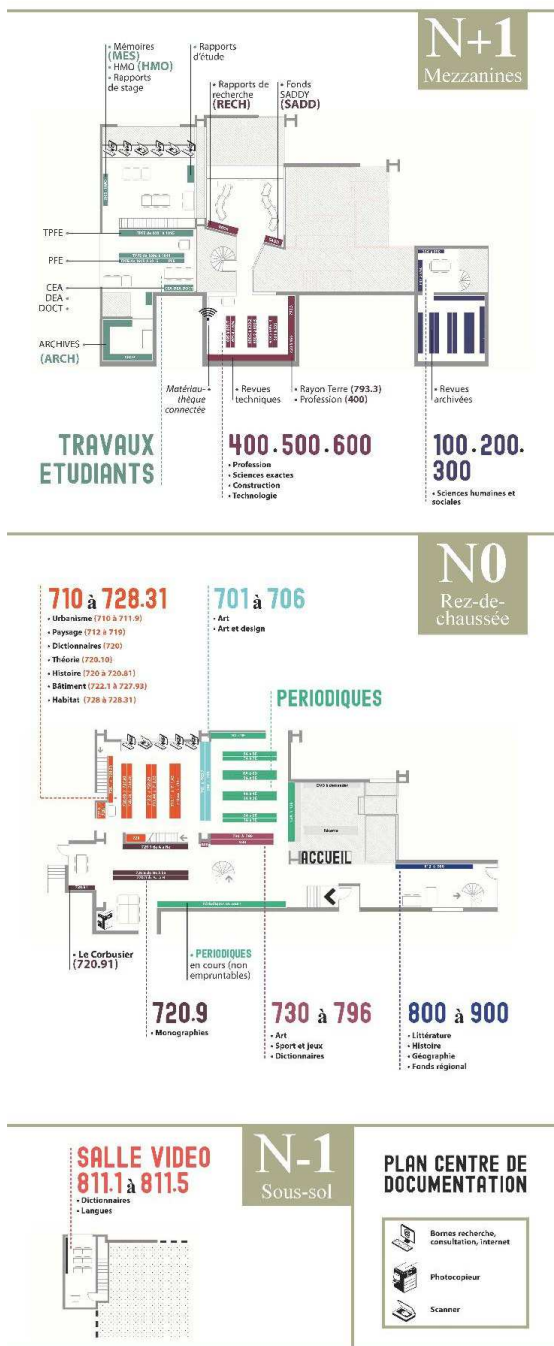 N+1
Mezzanines
• Mémoires
(MES)
• HMO (HMO)
• Rapports
de stage
• Rapports
d'étude
• Rapports de
recherche
(RECH)
• Fonds
SADDY
(SADD)
TPFE •
PFE •
CEA •
DEA •
DOCT •
ARCHIVES •
(ARCH)
Matériau- •
thèque
connectée
• Revues
techniques
• Rayon Terre (793.3)
• Profession (400)
• Revues
archivées
TRAVAUX
ETUDIANTS
400.500.600
• Profession
• Sciences exactes
• Construction
• Technologie
100.200.
300
• Sciences humaines et
sociales
N0
Rez-de-
chaussée
710 à 728.31
• Urbanisme (710 à 711.9)
• Paysage (712 à 719)
• Dictionnaires (720)
• Théorie (720.10)
• Histoire (720 à 720.81)
• Bâtiment (722.1 à 727.93)
• Habitat (728 à 728.31)
701 à 706
• Art
• Art et design
PERIODIQUES
ACCUEIL
• Le Corbusier
(720.91)
• PERIODIQUES
en cours (non
empruntables)
720.9
• Monographies
730 à 796
• Art
• Sport et jeux
• Dictionnaires
800 à 900
• Littérature
• Histoire
• Géographie
• Fonds régional
SALLE VIDEO
811.1 à 811.5
• Dictionnaires
• Langues
N-1
Sous-sol
PLAN CENTRE DE
DOCUMENTATION
Bornes recherche,
consultation, internet
Photocopieur
Scanner